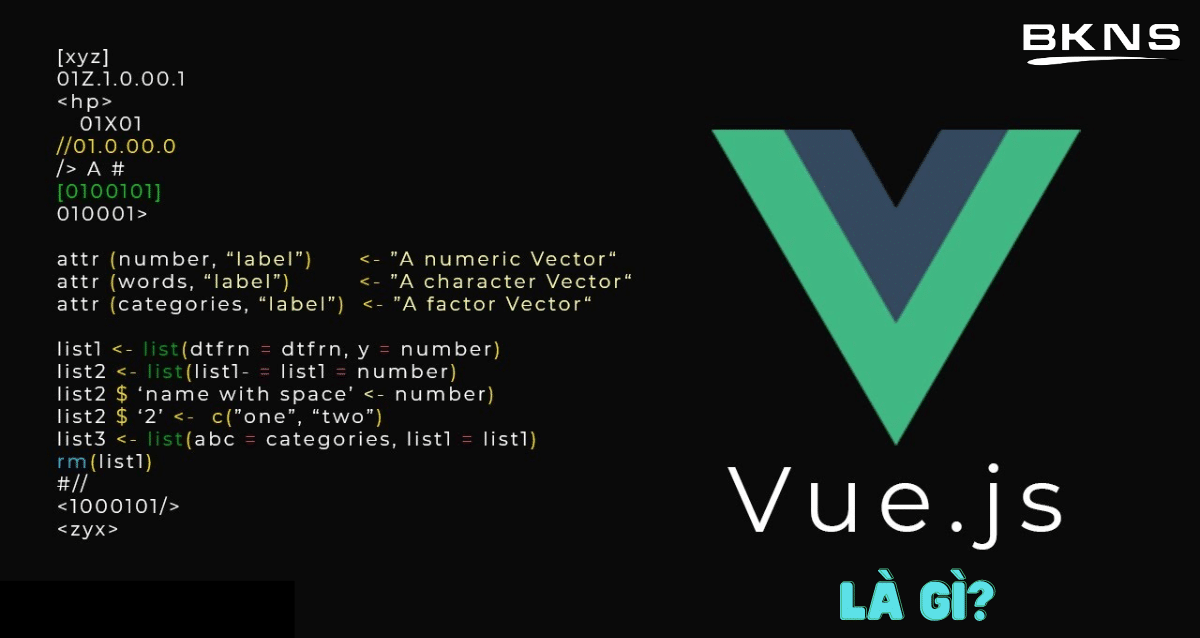 BKNS
[xyz]
01Z.1.0.00.1
<hp>
01X01
//01.0.00.0
/> A #
[0100101]
010001>
attr (number, “label”) <- ”A numeric Vector“
attr (words, “label”) <- ”A character Vector“
attr (categories, “label”) <- ”A factor Vector“
list1 <- list(dtfrn = dtfrn, y = number)
list2 <- list(list1- = list1 = number)
list2 $ ‘name with space’ <- number)
list2 $ ‘2’ <- c(”one”, “two”)
list3 <- list(abc = categories, list1 = list1)
rm(list1)
#//
<1000101/>
<zyx>
Vue.js
LÀ GÌ?